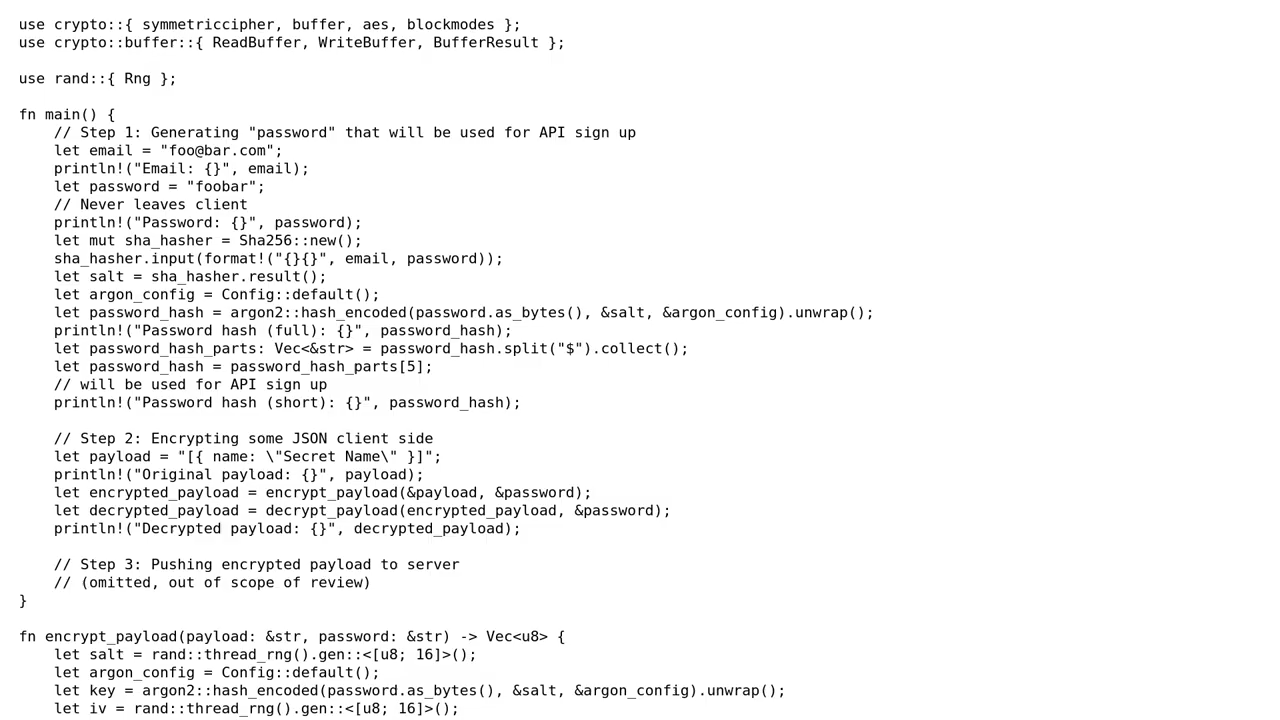 use crypto::{ symmetriccipher, buffer, aes, blockmodes };
use crypto::buffer::{ ReadBuffer, WriteBuffer, BufferResult };

use rand::{ Rng };

fn main() {
    // Step 1: Generating "password" that will be used for API sign up
    let email = "foo@bar.com";
    println!("Email: {}", email);
    let password = "foobar";
    // Never leaves client
    println!("Password: {}", password);
    let mut sha_hasher = Sha256::new();
    sha_hasher.input(format!("{}{}", email, password));
    let salt = sha_hasher.result();
    let argon_config = Config::default();
    let password_hash = argon2::hash_encoded(password.as_bytes(), &salt, &argon_config).unwrap();
    println!("Password hash (full): {}", password_hash);
    let password_hash_parts: Vec<&str> = password_hash.split("$").collect();
    let password_hash = password_hash_parts[5];
    // will be used for API sign up
    println!("Password hash (short): {}", password_hash);

    // Step 2: Encrypting some JSON client side
    let payload = "[{ name: \"Secret Name\" }]";
    println!("Original payload: {}", payload);
    let encrypted_payload = encrypt_payload(&payload, &password);
    let decrypted_payload = decrypt_payload(encrypted_payload, &password);
    println!("Decrypted payload: {}", decrypted_payload);

    // Step 3: Pushing encrypted payload to server
    // (omitted, out of scope of review)
}

fn encrypt_payload(payload: &str, password: &str) -> Vec<u8> {
    let salt = rand::thread_rng().gen::<[u8; 16]>();
    let argon_config = Config::default();
    let key = argon2::hash_encoded(password.as_bytes(), &salt, &argon_config).unwrap();
    let iv = rand::thread_rng().gen::<[u8; 16]>();